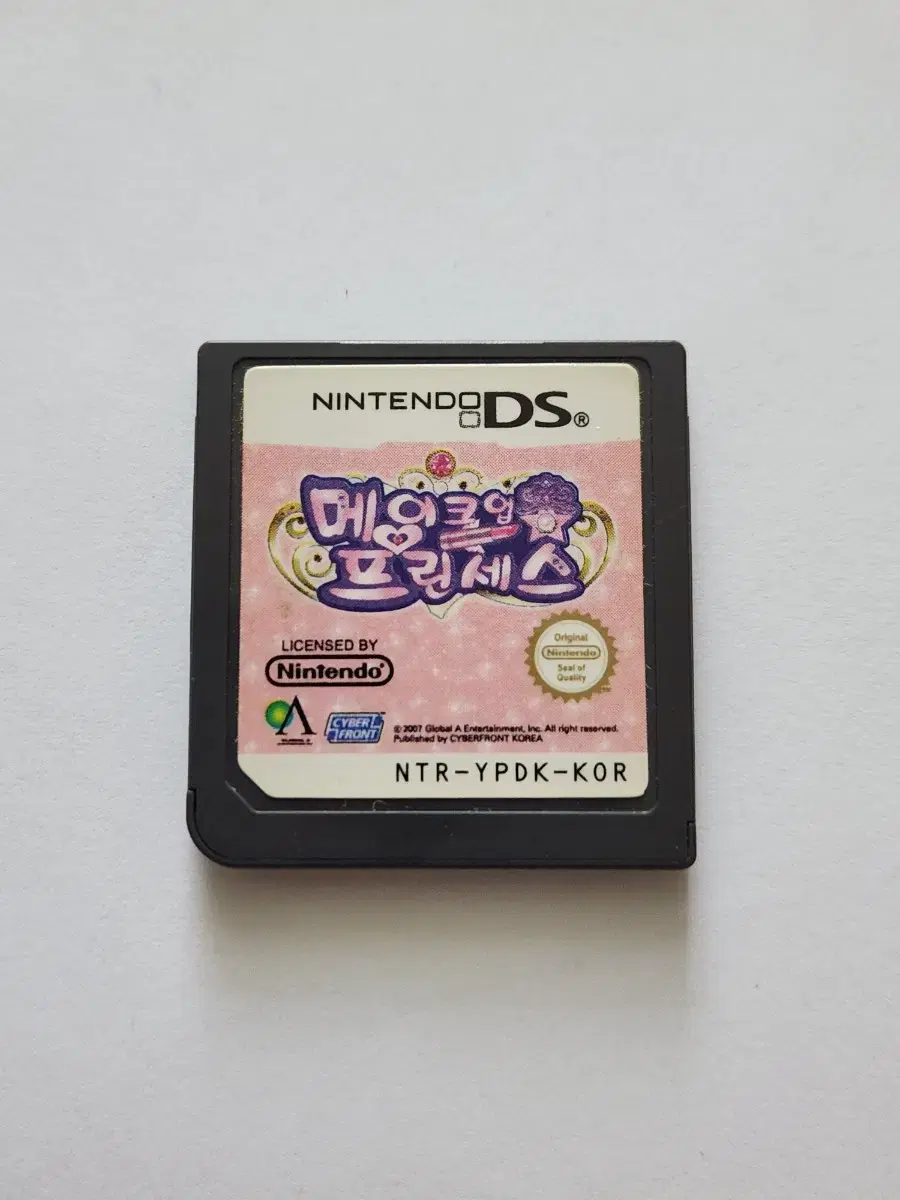 NINTENDO DS®
메이크업
프린세스
LICENSED BY
Nintendo®
Original
Nintendo
Seal of
Quality
CYBER
FRONT
© 2007 Global A Entertainment, Inc. All right reserved.
Published by CYBERFRONT KOREA
NTR-YPDK-KOR